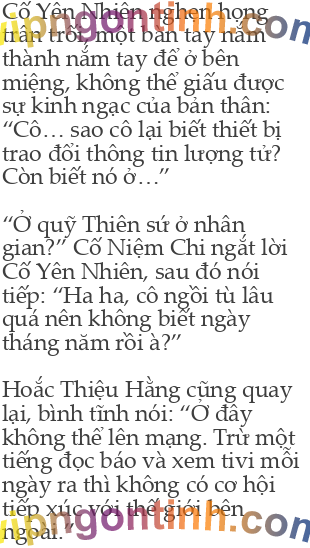 Cố Yên Nhiên nghẹn họng
trân trối, một bàn tay nắm
thành nắm tay để ở bên
miệng, không thể giấu được
sự kinh ngạc của bản thân:
“Cô… sao cô lại biết thiết bị
trao đổi thông tin lượng tử?
Còn biết nó ở…”
“Ở quỹ Thiên sứ ở nhân
gian?” Cố Niệm Chi ngắt lời
Cố Yên Nhiên, sau đó nói
tiếp: “Ha ha, cô ngồi tù lâu
quá nên không biết ngày
tháng năm rồi à?”
Hoắc Thiệu Hằng cũng quay
lại, bình tĩnh nói: “Ở đây
không thể lên mạng. Trừ một
tiếng đọc báo và xem tivi mỗi
ngày ra thì không có cơ hội
tiếp xúc với thế giới bên
ngoài.”
vipngontinh.com
vipngontinh.com